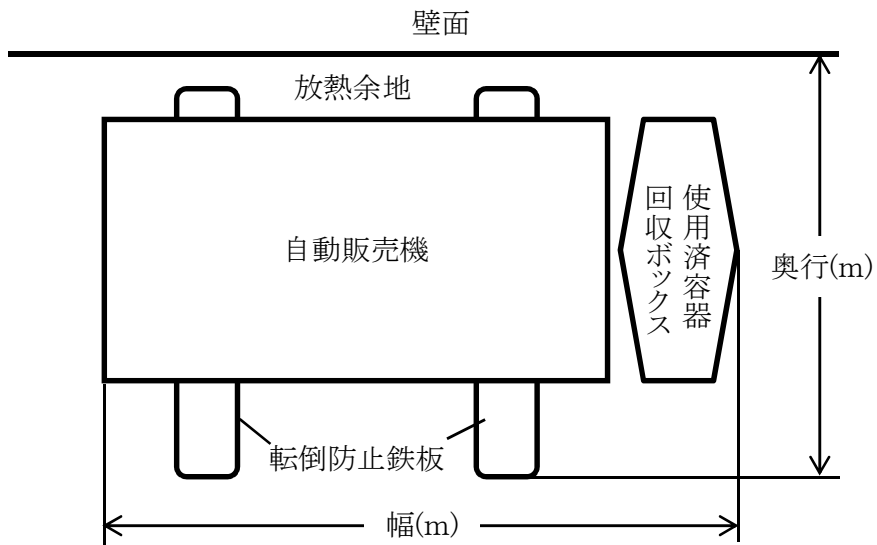 壁面
放熱余地
自動販売機
使用済容器
回収ボックス
奥行(m)
転倒防止鉄板
幅(m)